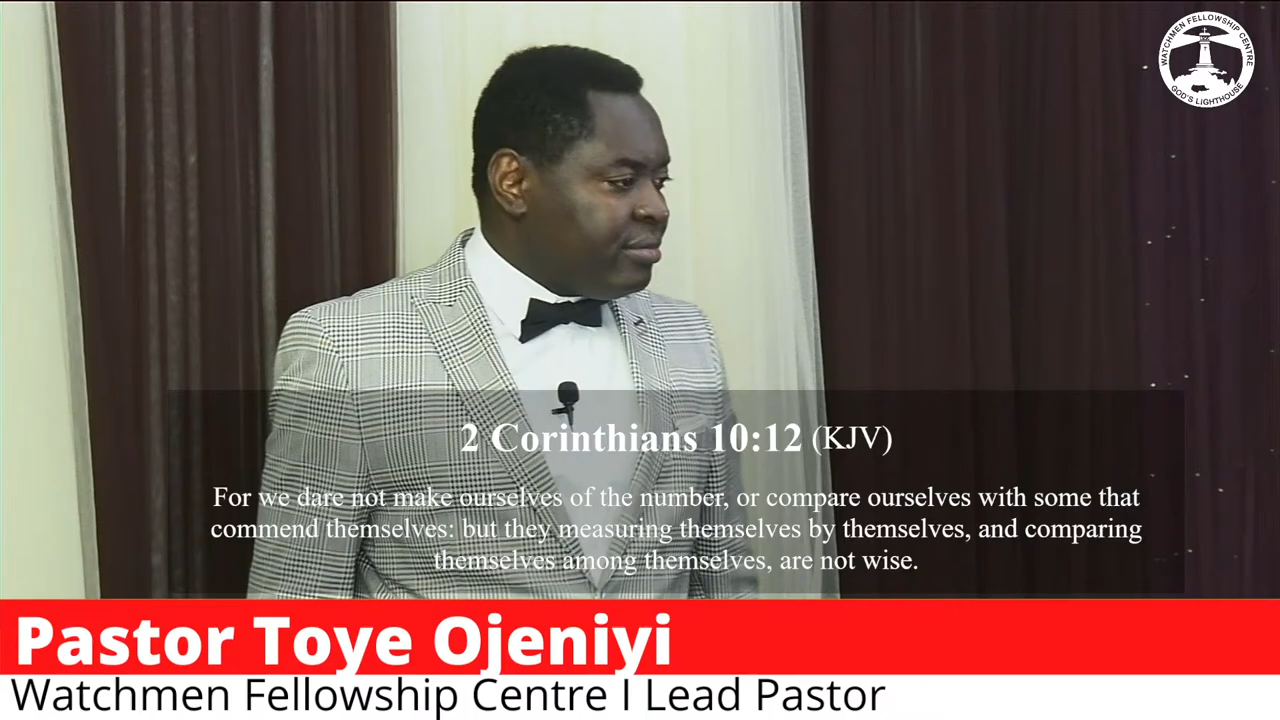 WATCHMEN FELLOWSHIP CENTRE
GOD'S LIGHTHOUSE
2 Corinthians 10:12 (KJV)
For we dare not make ourselves of the number, or compare ourselves with some that
commend themselves: but they measuring themselves by themselves, and comparing
themselves among themselves, are not wise.
Pastor Toye Ojeniyi
Watchmen Fellowship Centre I Lead Pastor